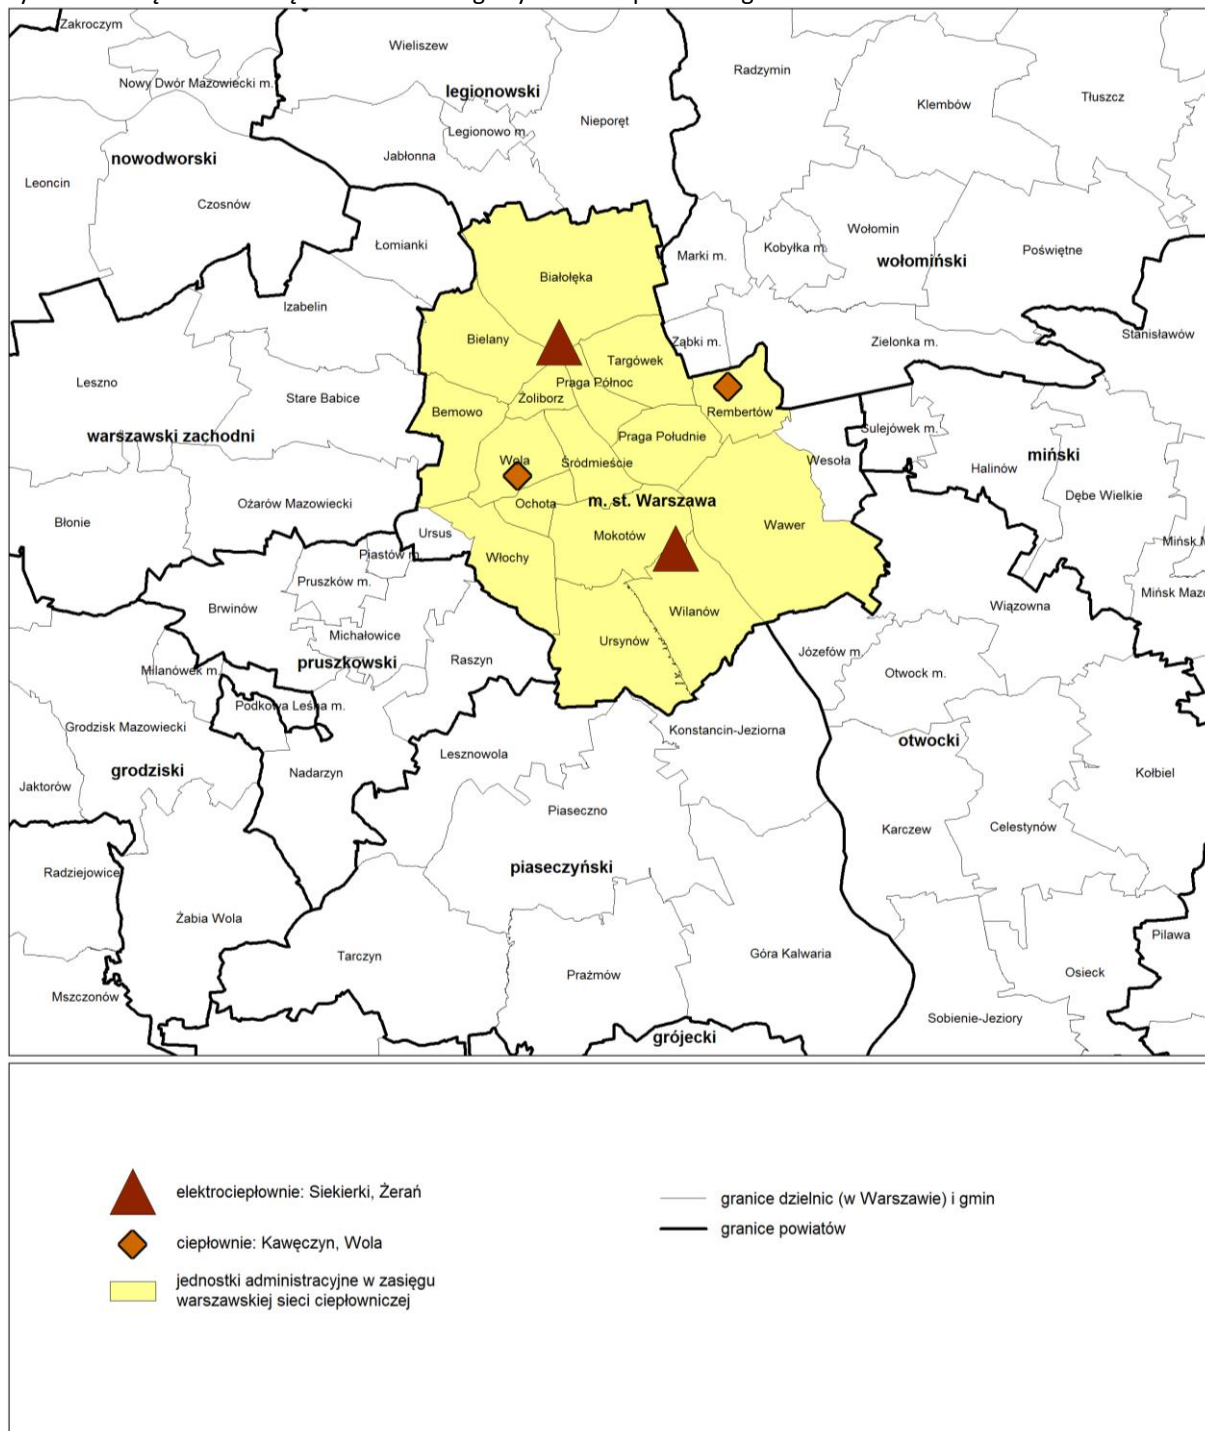 Zakroczym
Wieliszew
Radzymin
Nowy Dwór Mazowiecki m.
legionowski
Tłuszcz
Klembów
Nieporęt
Legionowo m.
nowodworski
Jabłonna
Leoncin
Czosnów
Łomianki
Wołomin
Kobyłka m.
Marki m.
Poświętne
wołomiński
Białołęka
Izabelin
Stanisławów
Bielany
Ząbki m.
Zielonka m.
Targówek
Leszno
Praga Północ
Stare Babice
Żoliborz
Bemowo
Rembertów
warszawski zachodni
Praga Południe
Sulejówek m.
miński
Wola
Śródmieście
Wesoła
Halinów
Dębe Wielkie
Ożarów Mazowiecki
Ochota
m. st. Warszawa
Błonie
Wawer
Ursus
Mokotów
Mińsk M
Piastów m.
Włochy
Pruszków m.
Mińsk Mazo
Brwinów
Wiązowna
Wilanów
Michałowice
Ursynów
pruszkowski
Raszyn
Józefów m.
Milanówek m.
Otwock m.
Podkowa Leśna m.
Grodzisk Mazowiecki
Konstancin-Jeziorna
otwocki
Lesznowola
grodziski
Nadarzyn
Kołbiel
Jaktorów
Piaseczno
Karczew
Celestynów
Radziejowice
piaseczyński
Żabia Wola
Pilawa
Tarczyn
Góra Kalwaria
Prażmów
Osieck
Mszczonów
Sobienie-Jeziory
grójecki
elektrociepłownie: Siekierki, Żerań
ciepłownie: Kawęczyn, Wola
jednostki administracyjne w zasięgu
warszawskiej sieci ciepłowniczej
granice dzielnic (w Warszawie) i gmin
granice powiatów